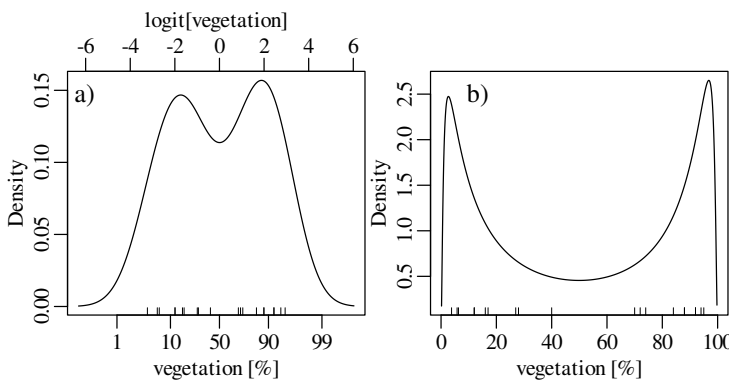 logit[vegetation]
-6 -4 -2 0 2 4 6
a)
Density
0.00 0.05 0.10 0.15
1 10 50 90 99
vegetation [%]
b)
Density
0.5 1.0 1.5 2.0 2.5
0 20 40 60 80 100
vegetation [%]